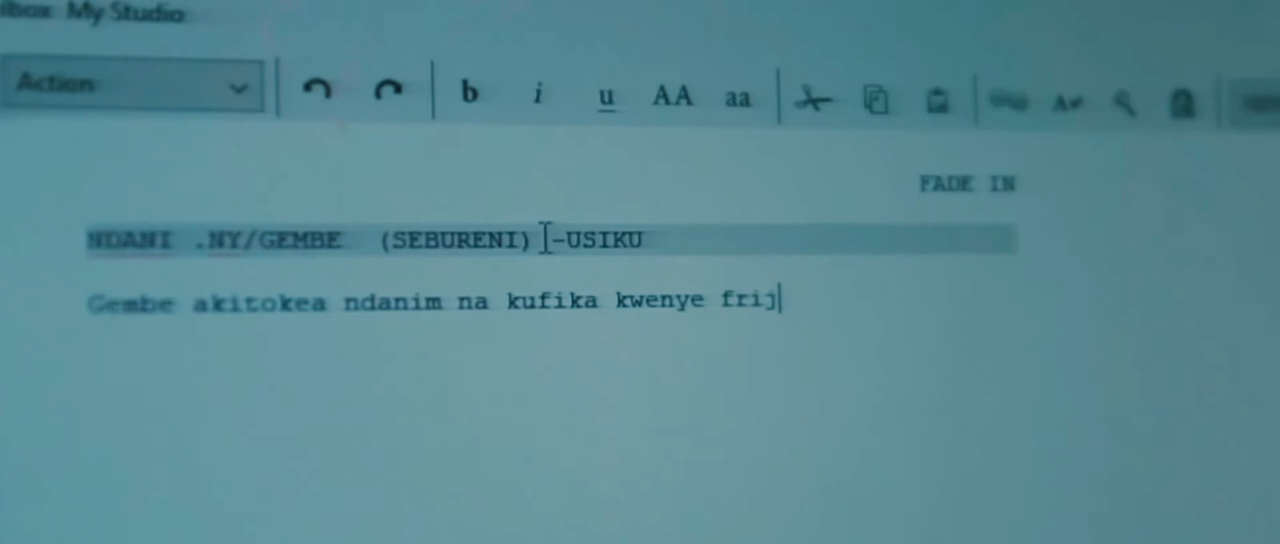 My Studio
Action
b i u AA aa
FADE IN
NDANI .NY/GEMBE (SEBURENI) -USIKU
Gembe akitokea ndanim na kufika kwenye frij